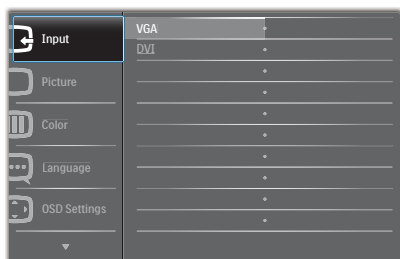 Input
Picture
Color
Language
OSD Settings
VGA
DVI